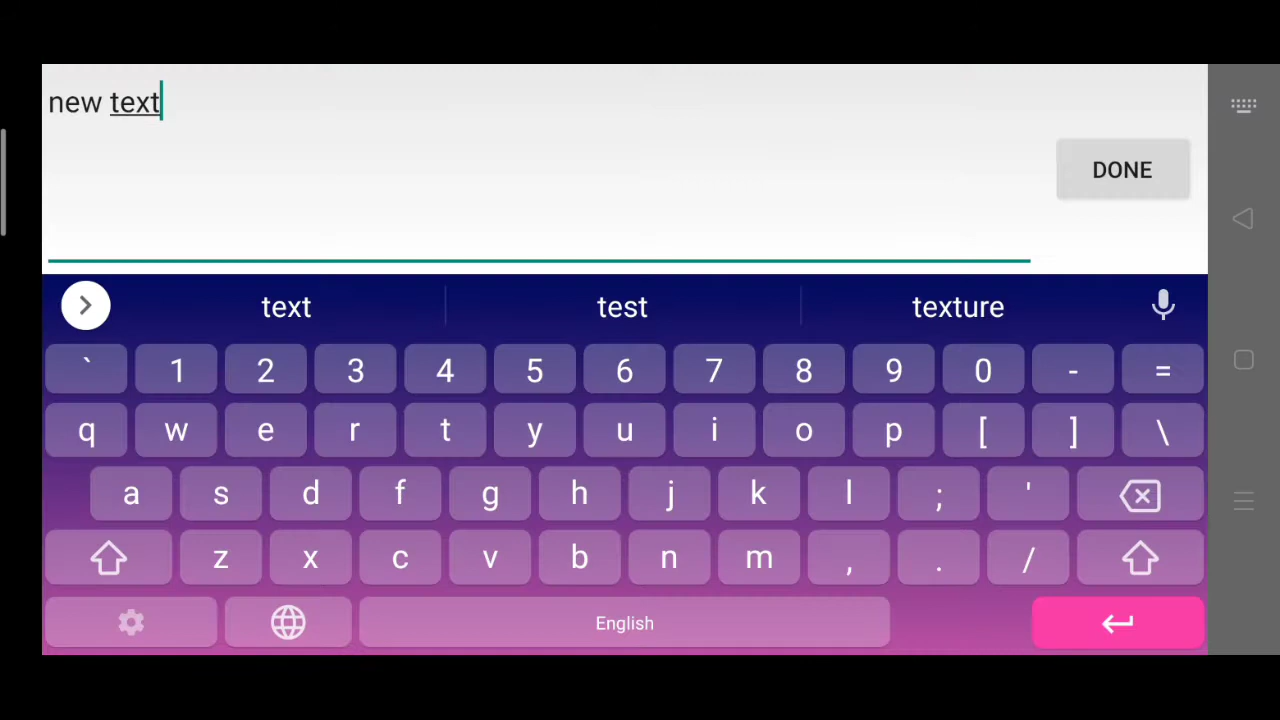 new text
DONE
text test texture
` 1 2 3 4 5 6 7 8 9 0 - =
q w e r t y u i o p [ ] \
a s d f g h j k l ; '
z x c v b n m , . /
English